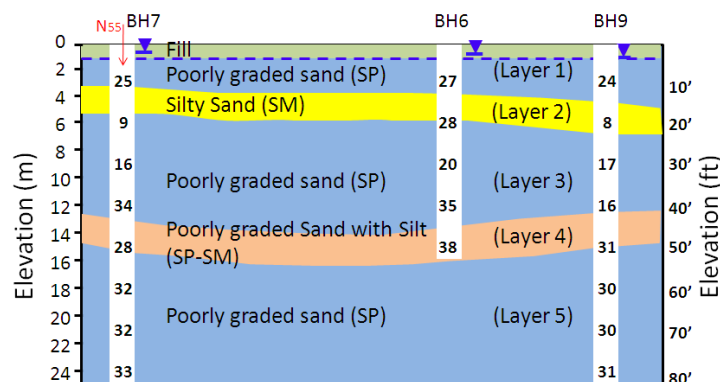 N55 BH7 BH6 BH9
0 Fill
2 Poorly graded sand (SP) (Layer 1)
25 27 24 10’
4 Silty Sand (SM) (Layer 2)
6 9 28 8 20’
8
16 20 17 30’
10 Poorly graded sand (SP) (Layer 3)
12 34 35 16 40’
14 Poorly graded Sand with Silt (Layer 4)
28 (SP-SM) 38 31 50’
16
18 32 30 60’
20 Poorly graded sand (SP) (Layer 5)
32 30 70’
22
24 33 31 80’
Elevation (m)
Elevation (ft)